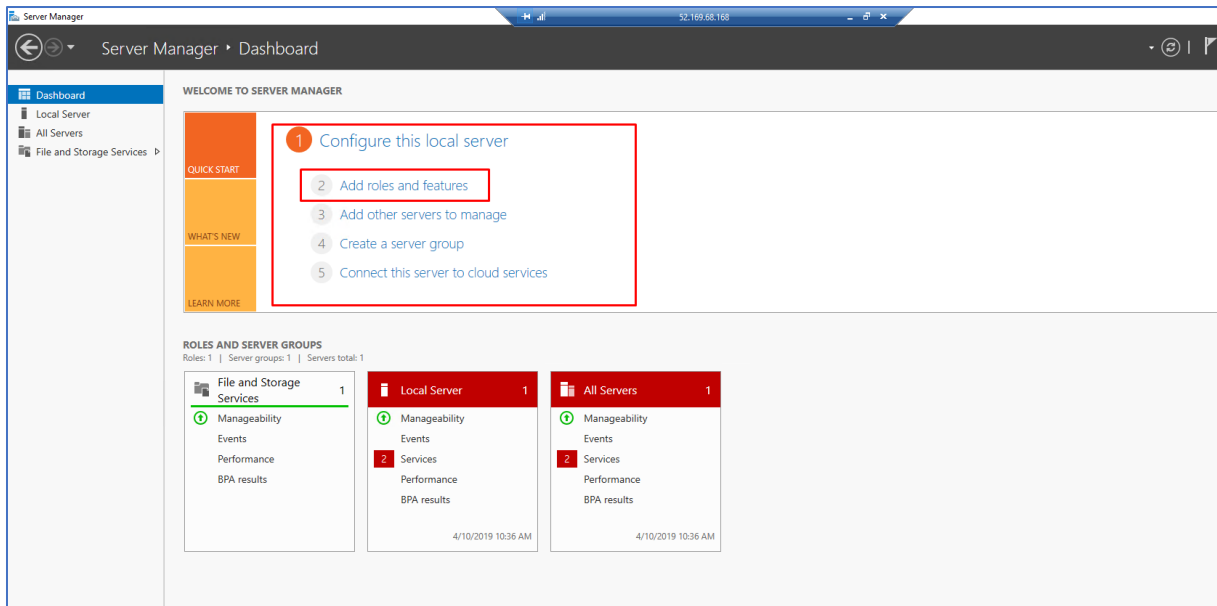 Server Manager
52.169.68.168
Server Manager • Dashboard
Dashboard
Local Server
All Servers
File and Storage Services
WELCOME TO SERVER MANAGER
QUICK START
WHAT'S NEW
LEARN MORE
1 Configure this local server
2 Add roles and features
3 Add other servers to manage
4 Create a server group
5 Connect this server to cloud services
ROLES AND SERVER GROUPS
Roles: 1 | Server groups: 1 | Servers total: 1
File and Storage
Services 1
Manageability
Events
Performance
BPA results
Local Server 1
Manageability
Events
2 Services
Performance
BPA results
4/10/2019 10:36 AM
All Servers 1
Manageability
Events
2 Services
Performance
BPA results
4/10/2019 10:36 AM